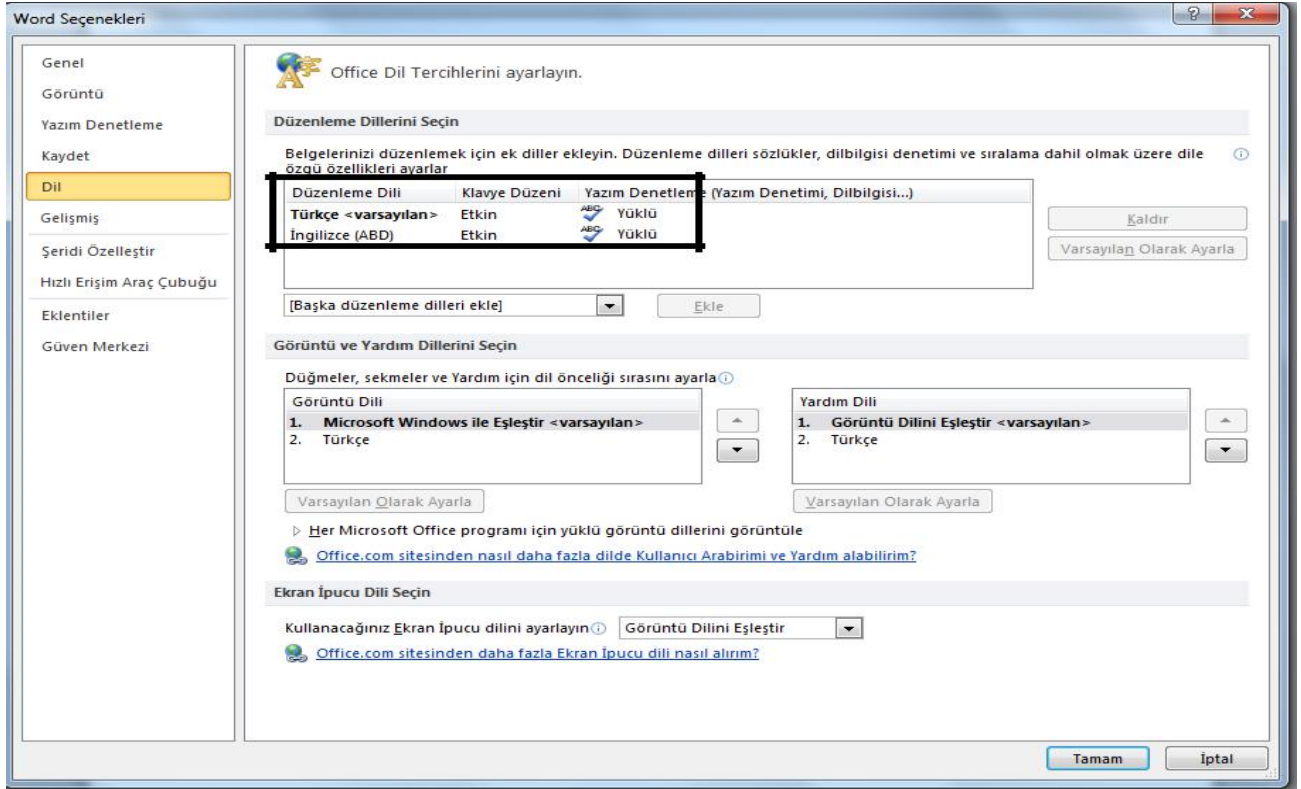 Word Seçenekleri
Genel
Görüntü
Yazım Denetleme
Kaydet
Dil
Gelişmiş
Şeridi Özelleştir
Hızlı Erişim Araç Çubuğu
Eklentiler
Güven Merkezi
Office Dil Tercihlerini ayarlayın.
Düzenleme Dillerini Seçin
Belgelerinizi düzenlemek için ek diller ekleyin. Düzenleme dilleri sözlükler, dilbilgisi denetimi ve sıralama dahil olmak üzere dile
özgü özellikleri ayarlar
Düzenleme Dili Klavye Düzeni Yazım Denetleme (Yazım Denetimi, Dilbilgisi...)
Türkçe <varsayılan> Etkin ABC Yüklü
İngilizce (ABD) Etkin ABC Yüklü
Kaldır
Varsayılan Olarak Ayarla
[Başka düzenleme dilleri ekle] Ekle
Görüntü ve Yardım Dillerini Seçin
Düğmeler, sekmeler ve Yardım için dil önceliği sırasını ayarla
Görüntü Dili
1. Microsoft Windows ile Eşleştir <varsayılan>
2. Türkçe
Varsayılan Olarak Ayarla
Yardım Dili
1. Görüntü Dilini Eşleştir <varsayılan>
2. Türkçe
Varsayılan Olarak Ayarla
Her Microsoft Office programı için yüklü görüntü dillerini görüntüle
Office.com sitesinden nasıl daha fazla dilde Kullanıcı Arabirimi ve Yardım alabilirim?
Ekran İpucu Dili Seçin
Kullanacağınız Ekran İpucu dilini ayarlayın Görüntü Dilini Eşleştir
Office.com sitesinden daha fazla Ekran İpucu dili nasıl alırım?
Tamam İptal